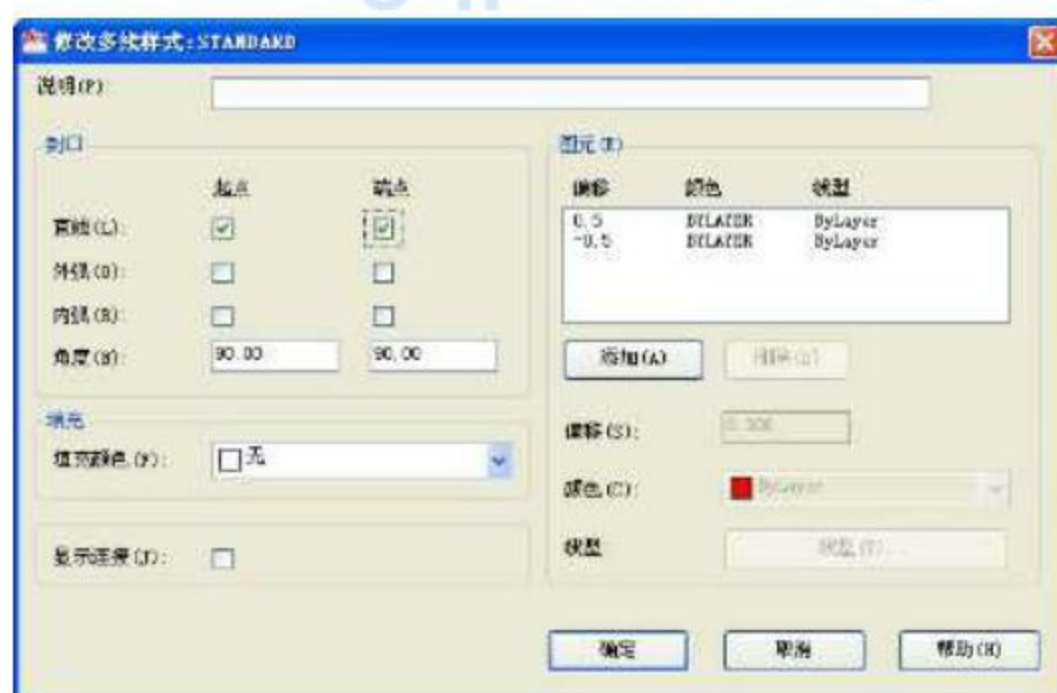 修改多线样式:STANDARD
说明(P)
封口
起点 端点
直线(L):
外弧(O):
内弧(R):
角度(N): 90.00 90.00
填充
填充颜色(F): 无
显示连接(J):
图元(E)
偏移 颜色 线型
0.5 BYLAYER ByLayer
-0.5 BYLAYER ByLayer
添加(A) 删除(D)
偏移(S): 0.000
颜色(C): ByLayer
线型 线型(Y)...
确定 取消 帮助(H)